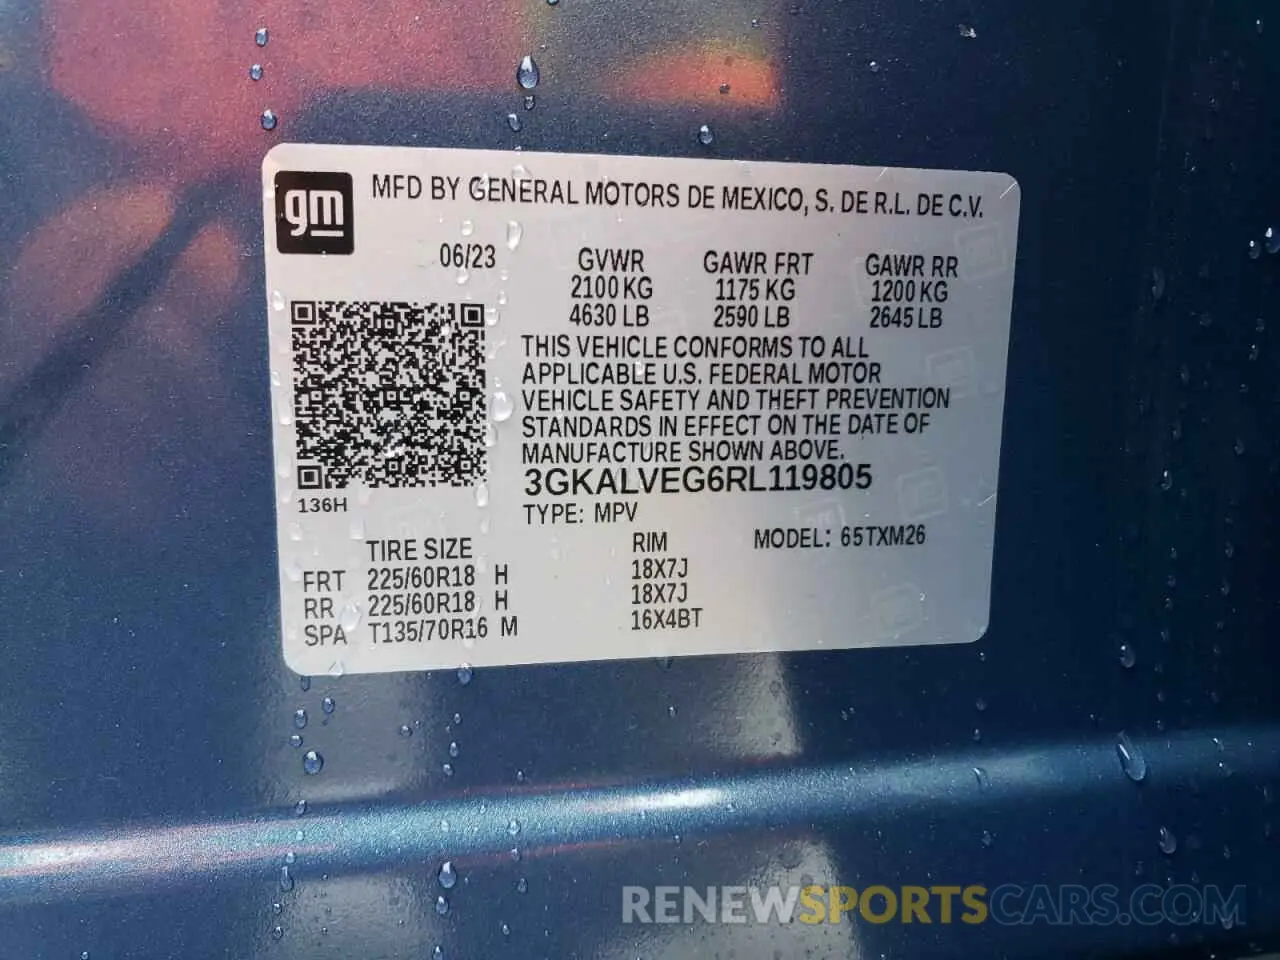 gm
MFD BY GENERAL MOTORS DE MEXICO, S. DE R.L. DE C.V.
06/23 GVWR GAWR FRT GAWR RR
2100 KG 1175 KG 1200 KG
4630 LB 2590 LB 2645 LB
THIS VEHICLE CONFORMS TO ALL
APPLICABLE U.S. FEDERAL MOTOR
VEHICLE SAFETY AND THEFT PREVENTION
STANDARDS IN EFFECT ON THE DATE OF
MANUFACTURE SHOWN ABOVE.
3GKALVEG6RL119805
136H
TYPE: MPV
TIRE SIZE RIM MODEL: 65TXM26
FRT 225/60R18 H 18X7J
RR 225/60R18 H 18X7J
SPA T135/70R16 M 16X4BT
RENEWSPORTSCARS.COM